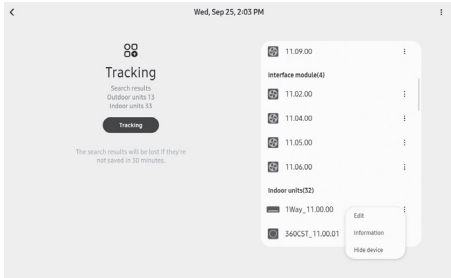 Wed, Sep 25, 2:03 PM
Tracking
Search results
Outdoor units 13
Indoor units 33
Tracking
The search results will be lost if they're
not saved in 30 minutes.
11.09.00
Interface module(4)
11.02.00
11.04.00
11.05.00
11.06.00
Indoor units(32)
1Way_11.00.00
360CST_11.00.01
Edit
Information
Hide device